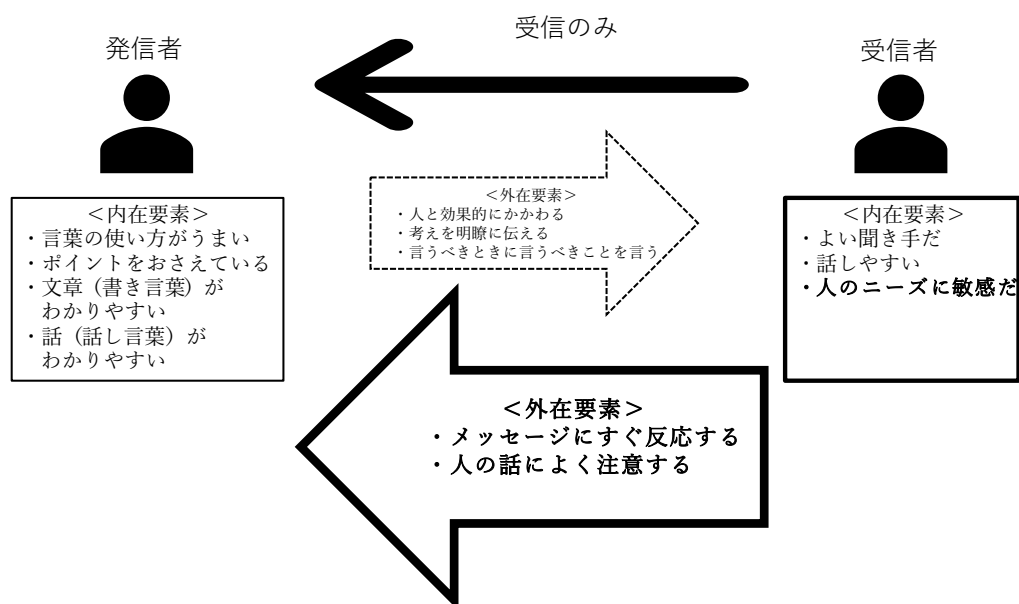 受信のみ
発信者
受信者
＜外在要素＞
・人と効果的にかかわる
・考えを明瞭に伝える
・言うべきときに言うべきことを言う
＜内在要素＞
・言葉の使い方がうまい
・ポイントをおさえている
・文章（書き言葉）が
わかりやすい
・話（話し言葉）が
わかりやすい
＜内在要素＞
・よい聞き手だ
・話しやすい
・人のニーズに敏感だ
＜外在要素＞
・メッセージにすぐ反応する
・人の話によく注意する